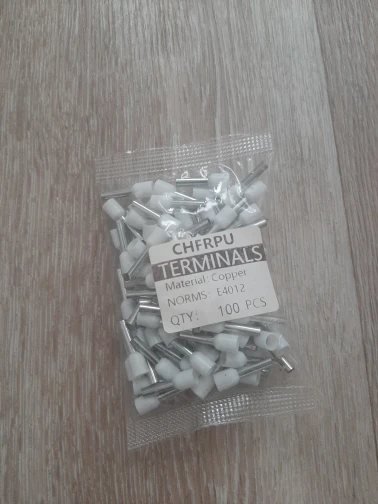 CHFRPU
TERMINALS
Material: Copper
NORMS: E4012
QTY: 100 PCS